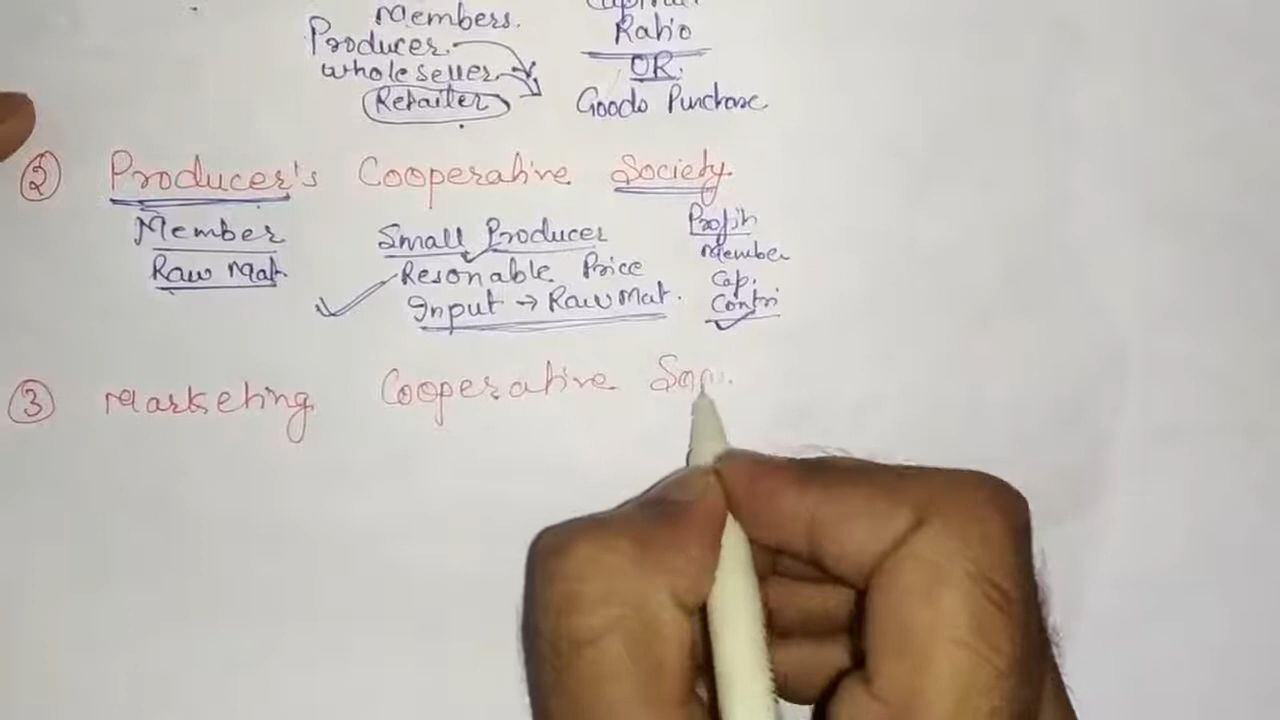 Members.
Ratio
Producer.
OR.
wholeseller
Retailer
Goods Punchase
② Producer's Cooperative Society
Member Small Producer Profit
Raw Mat. Resonable Price Member
Input → Raw Mat. Cap. Contri
③ Marketing Cooperative